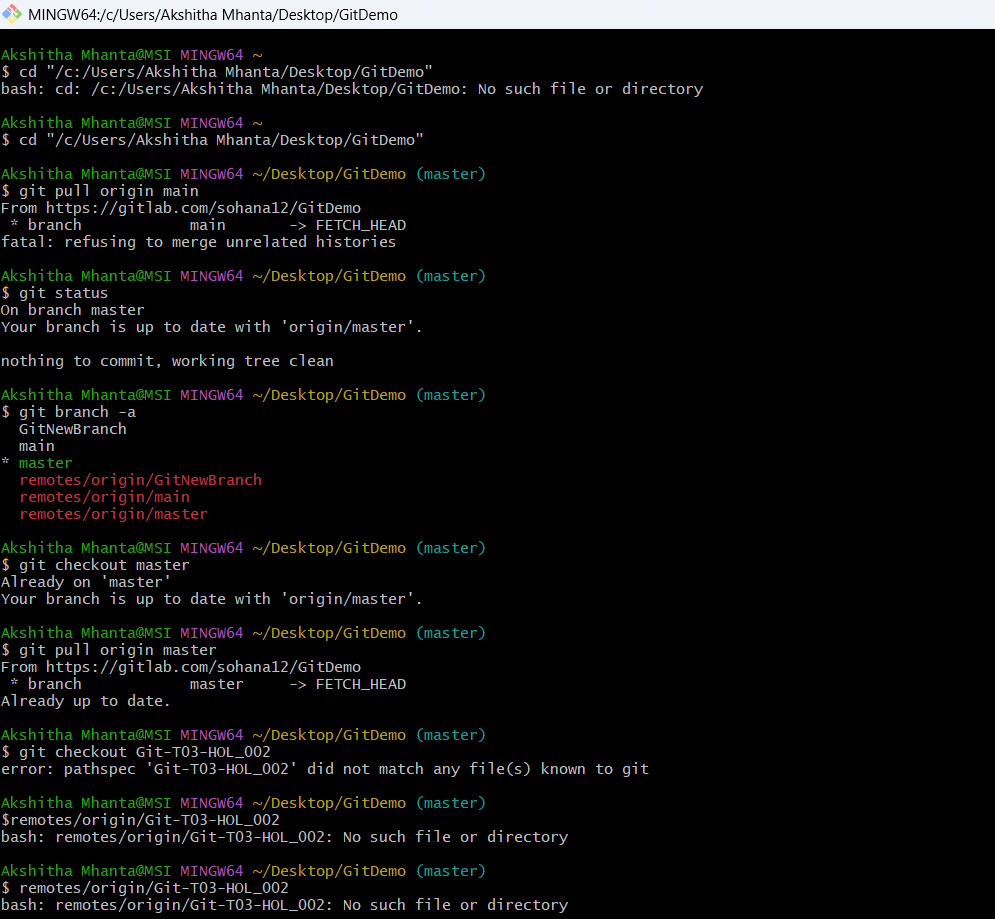 MINGW64:/c/Users/Akshitha Mhanta/Desktop/GitDemo
Akshitha Mhanta@MSI MINGW64 ~
$ cd "/c:/Users/Akshitha Mhanta/Desktop/GitDemo"
bash: cd: /c:/Users/Akshitha Mhanta/Desktop/GitDemo: No such file or directory
Akshitha Mhanta@MSI MINGW64 ~
$ cd "/c/Users/Akshitha Mhanta/Desktop/GitDemo"
Akshitha Mhanta@MSI MINGW64 ~/Desktop/GitDemo (master)
$ git pull origin main
From https://gitlab.com/sohana12/GitDemo
 * branch            main       -> FETCH_HEAD
fatal: refusing to merge unrelated histories
Akshitha Mhanta@MSI MINGW64 ~/Desktop/GitDemo (master)
$ git status
On branch master
Your branch is up to date with 'origin/master'.
nothing to commit, working tree clean
Akshitha Mhanta@MSI MINGW64 ~/Desktop/GitDemo (master)
$ git branch -a
  GitNewBranch
  main
* master
  remotes/origin/GitNewBranch
  remotes/origin/main
  remotes/origin/master
Akshitha Mhanta@MSI MINGW64 ~/Desktop/GitDemo (master)
$ git checkout master
Already on 'master'
Your branch is up to date with 'origin/master'.
Akshitha Mhanta@MSI MINGW64 ~/Desktop/GitDemo (master)
$ git pull origin master
From https://gitlab.com/sohana12/GitDemo
 * branch            master     -> FETCH_HEAD
Already up to date.
Akshitha Mhanta@MSI MINGW64 ~/Desktop/GitDemo (master)
$ git checkout Git-T03-HOL_002
error: pathspec 'Git-T03-HOL_002' did not match any file(s) known to git
Akshitha Mhanta@MSI MINGW64 ~/Desktop/GitDemo (master)
$remotes/origin/Git-T03-HOL_002
bash: remotes/origin/Git-T03-HOL_002: No such file or directory
Akshitha Mhanta@MSI MINGW64 ~/Desktop/GitDemo (master)
$ remotes/origin/Git-T03-HOL_002
bash: remotes/origin/Git-T03-HOL_002: No such file or directory